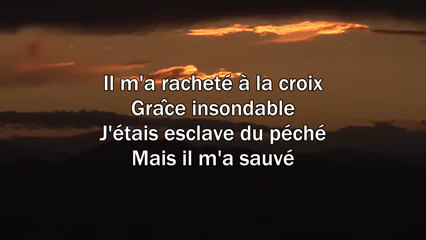 Il m'a racheté à la croix
Grâce insondable
J'étais esclave du péché
Mais il m'a sauvé